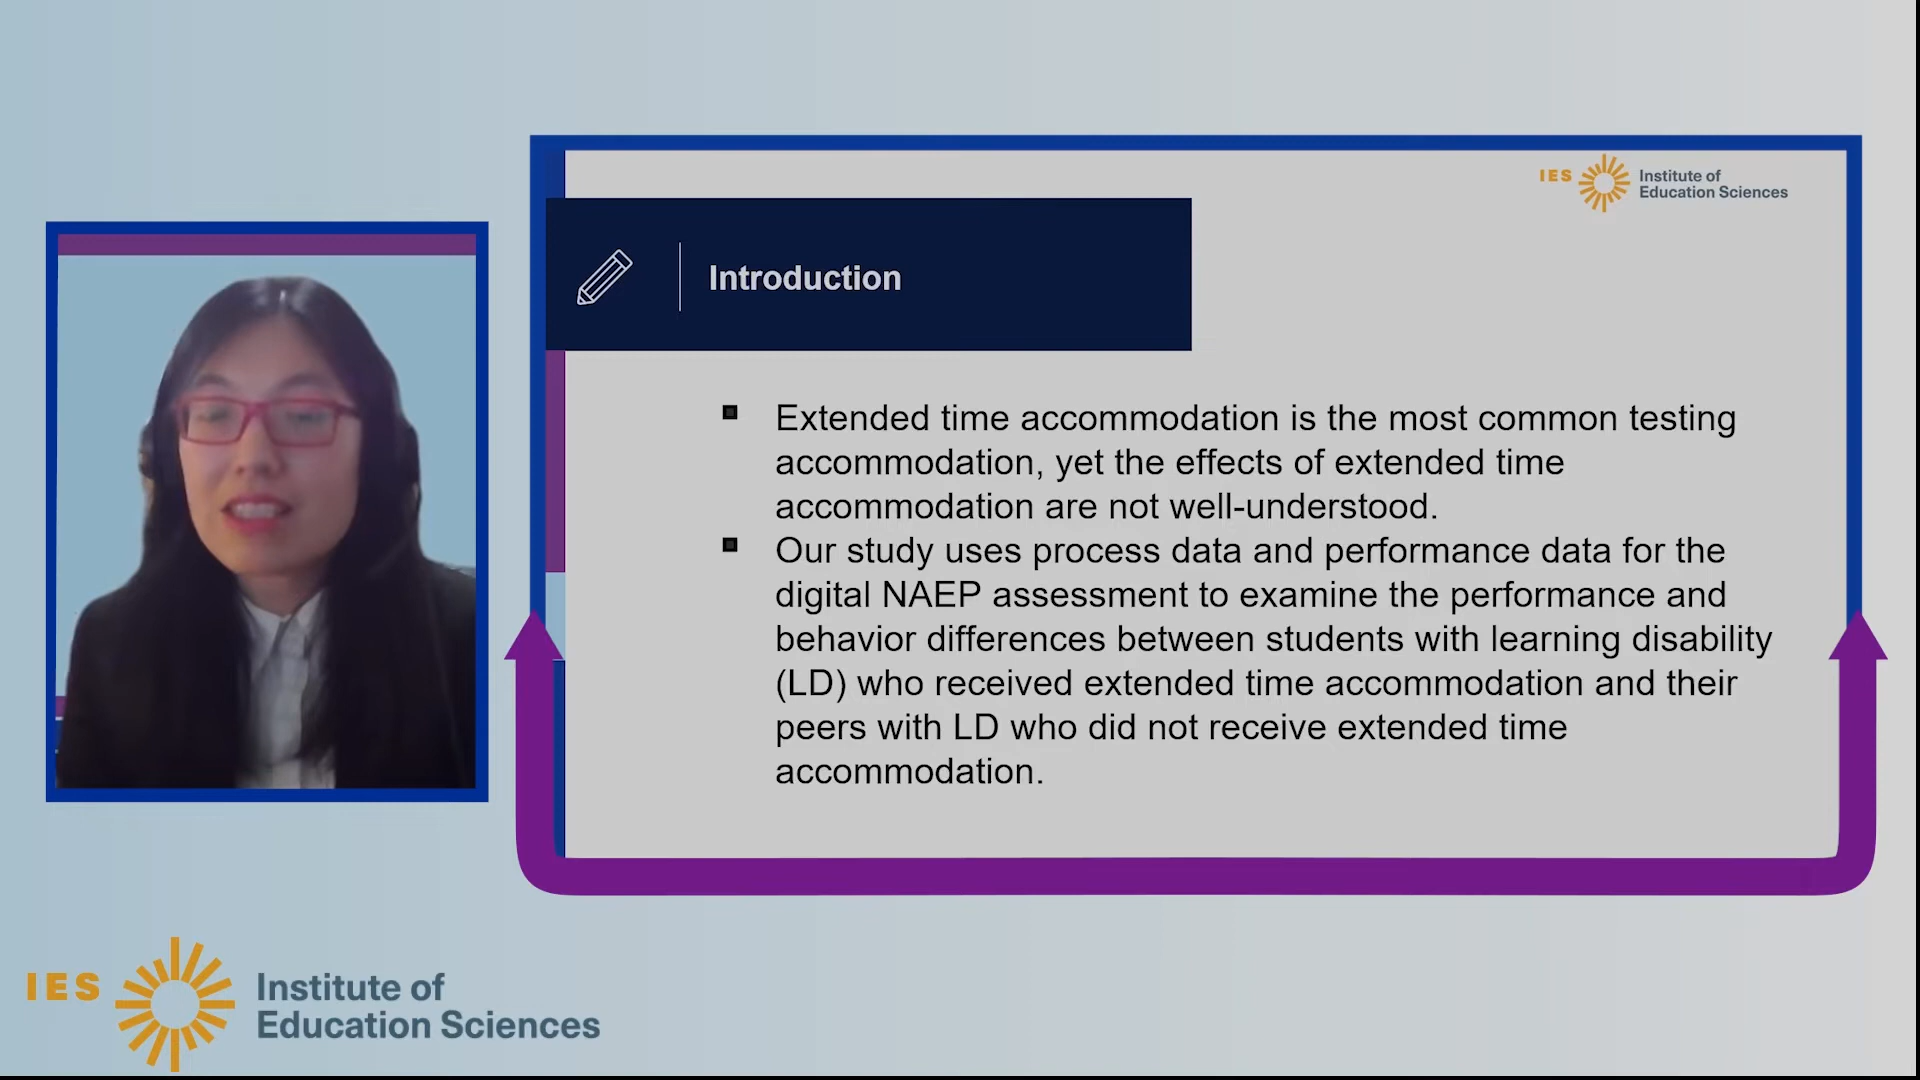 IES Institute of
Education Sciences
Introduction
Extended time accommodation is the most common testing
accommodation, yet the effects of extended time
accommodation are not well-understood.
Our study uses process data and performance data for the
digital NAEP assessment to examine the performance and
behavior differences between students with learning disability
(LD) who received extended time accommodation and their
peers with LD who did not receive extended time
accommodation.
IES Institute of
Education Sciences